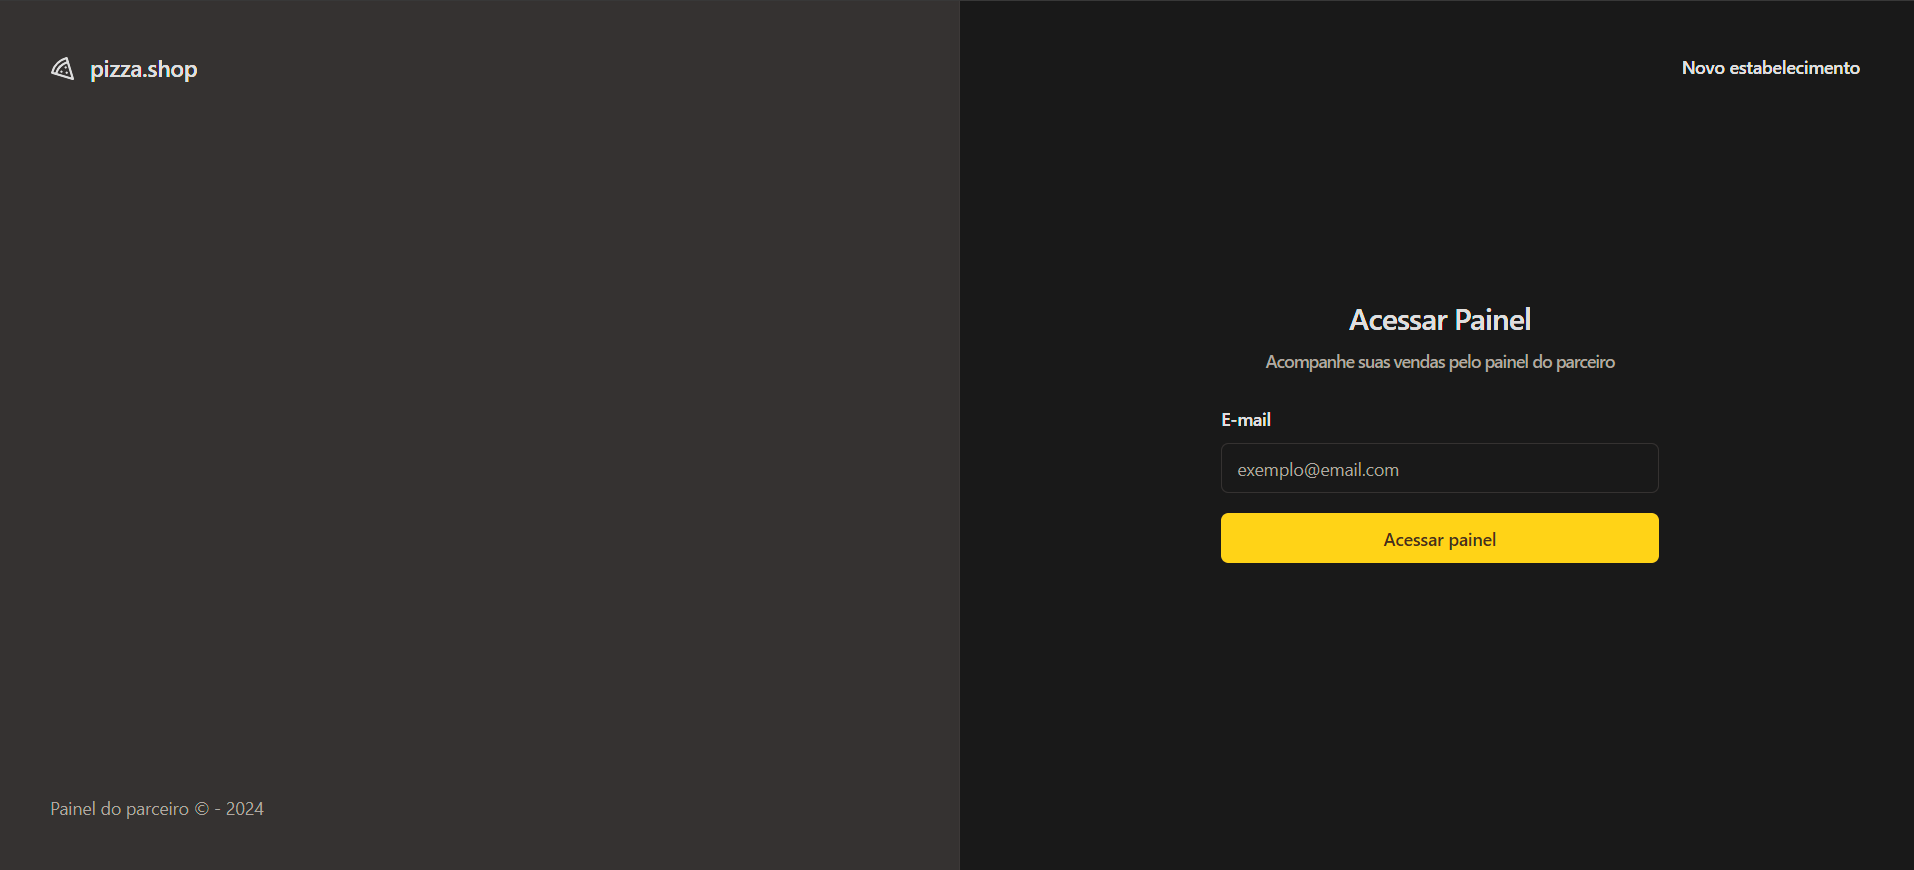 pizza.shop
Novo estabelecimento
Acessar Painel
Acompanhe suas vendas pelo painel do parceiro
E-mail
exemplo@email.com
Acessar painel
Painel do parceiro © - 2024